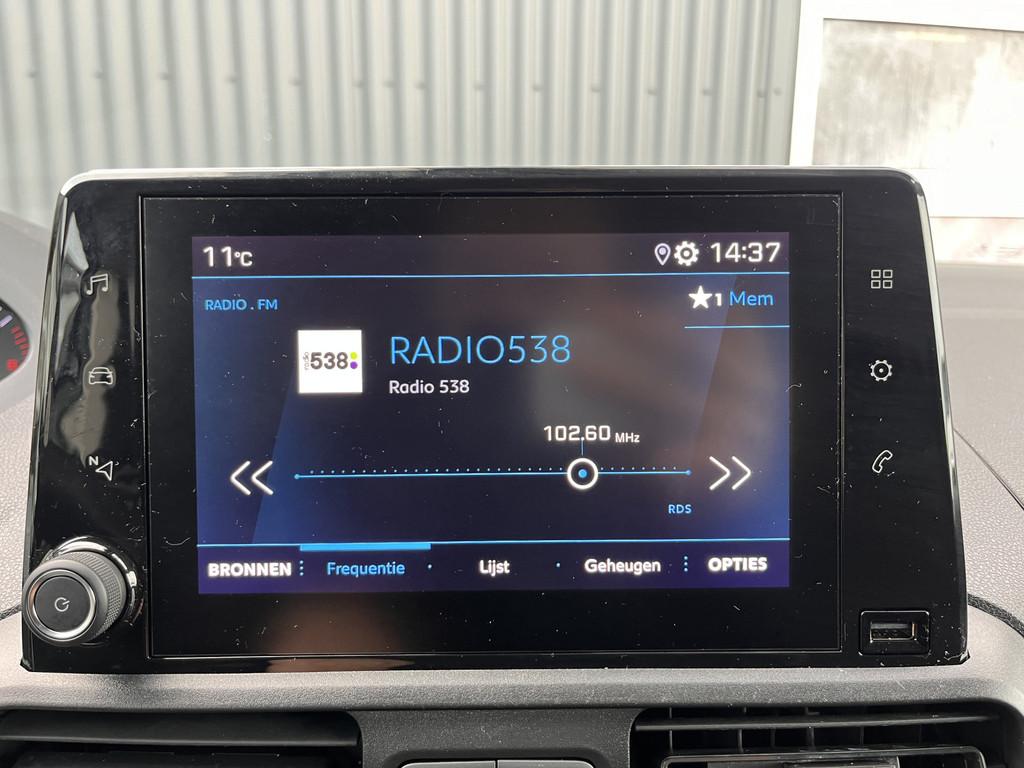 11°C
14:37
RADIO . FM
1 Mem
radio 538
RADIO538
Radio 538
102.60 MHz
RDS
N
BRONNEN Frequentie Lijst Geheugen OPTIES